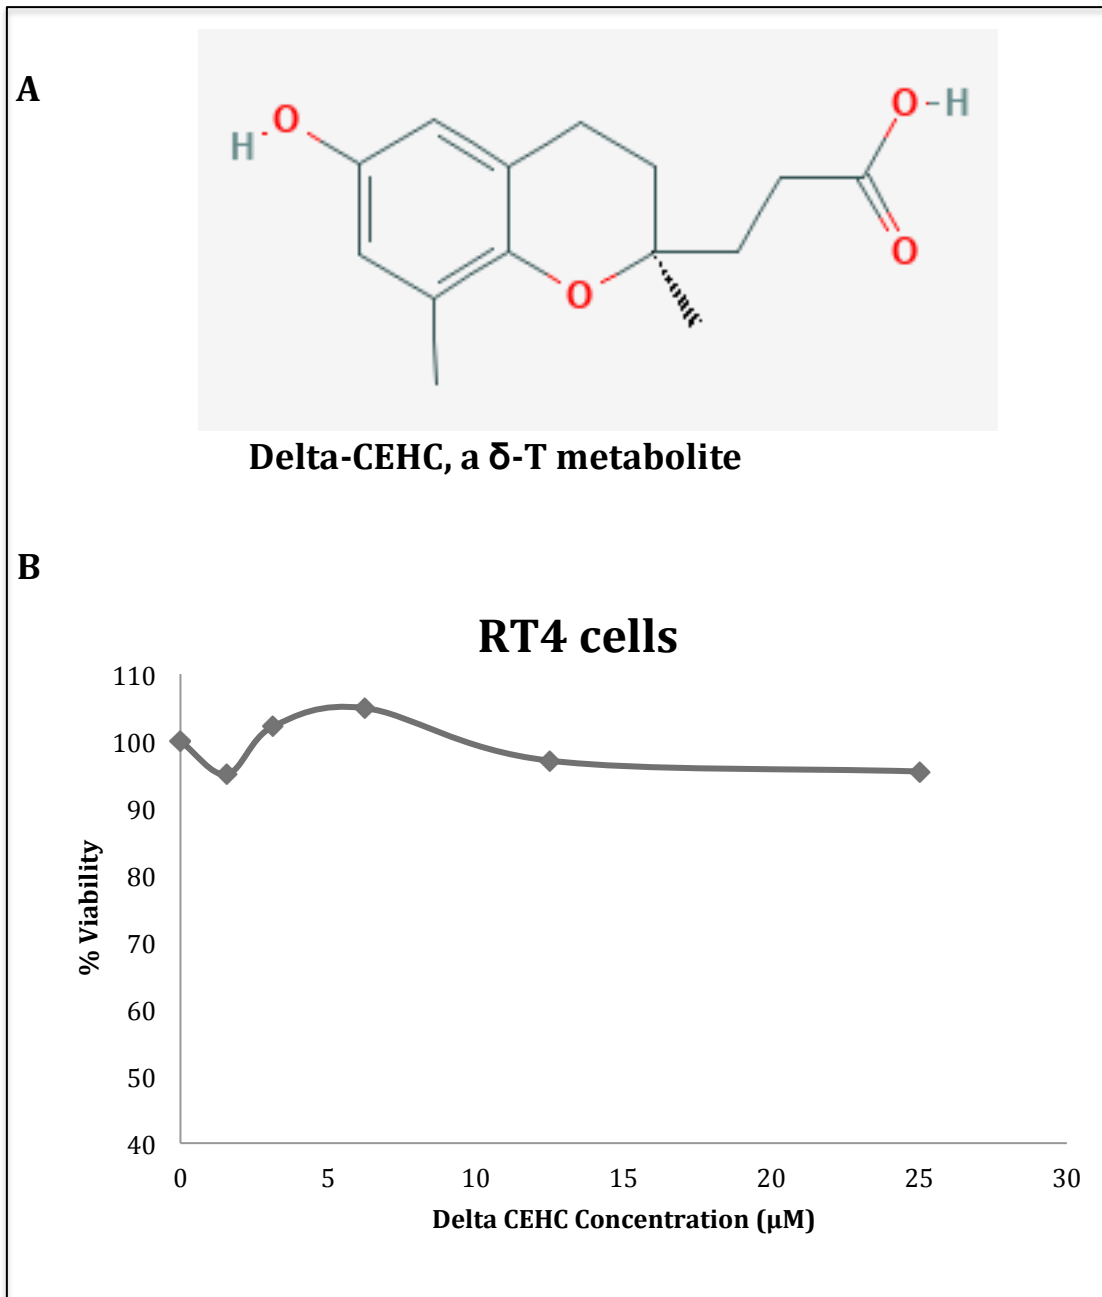 A
H-O
O-H
O
O
Delta-CEHC, a δ-T metabolite
B
RT4 cells
110
100
90
80
70
60
50
40
% Viability
0 5 10 15 20 25 30
Delta CEHC Concentration (µM)